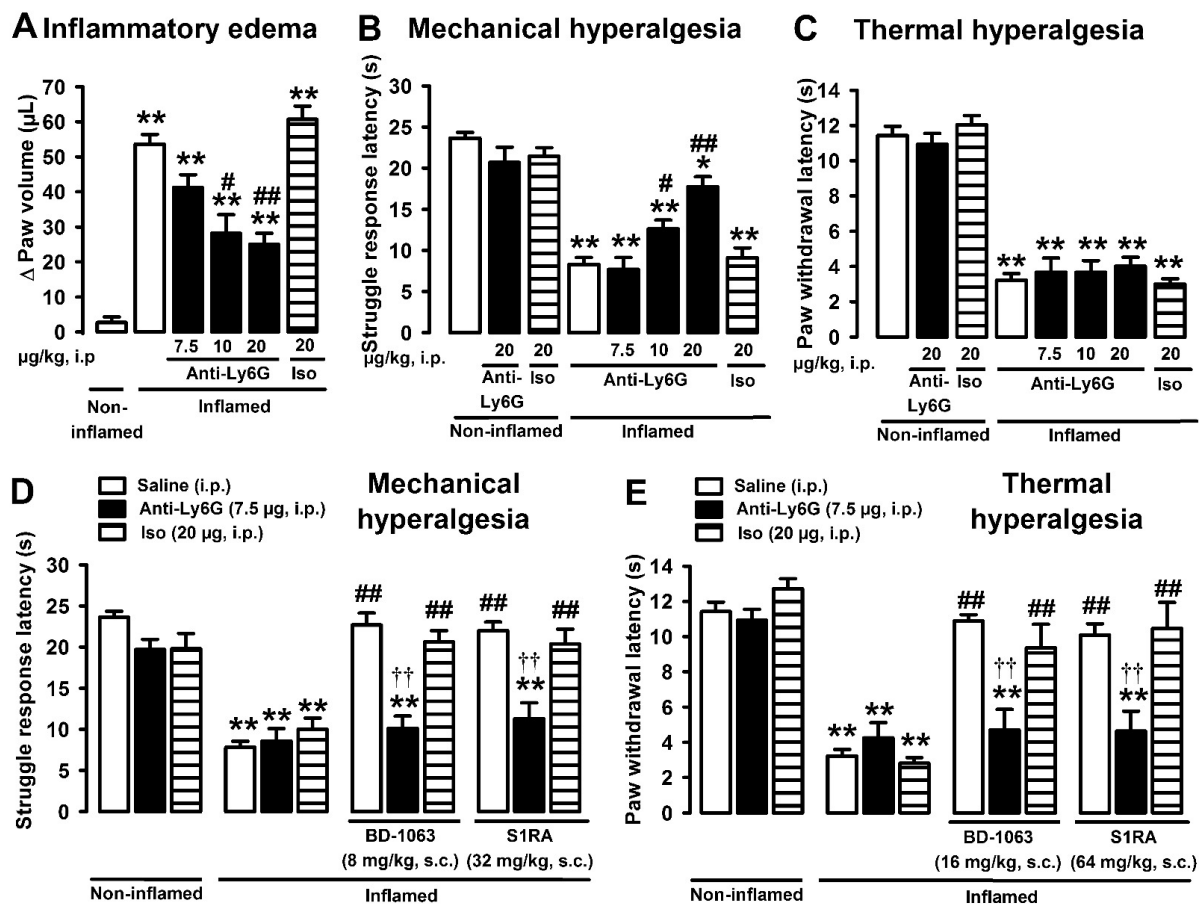 A Inflammatory edema
Δ Paw volume (µL)
70
60
50
40
30
20
10
0
**
**
#
**
##
**
**
µg/kg, i.p
7.5 10 20 20
Anti-Ly6G Iso
Non-
inflamed
Inflamed
B Mechanical hyperalgesia
Struggle response latency (s)
30
25
20
15
10
5
0
**
**
#
**
##
*
**
µg/kg, i.p.
20 20 7.5 10 20 20
Anti-
Ly6G
Iso
Anti-Ly6G Iso
Non-inflamed Inflamed
C Thermal hyperalgesia
Paw withdrawal latency (s)
14
12
10
8
6
4
2
0
** ** ** ** **
µg/kg, i.p.
20 20 7.5 10 20 20
Anti-
Ly6G
Iso
Anti-Ly6G Iso
Non-inflamed Inflamed
D
Saline (i.p.)
Anti-Ly6G (7.5 µg, i.p.)
Iso (20 µg, i.p.)
Mechanical
hyperalgesia
Struggle response latency (s)
30
25
20
15
10
5
0
** ** **
## ##
††
**
## ##
††
**
BD-1063 S1RA
(8 mg/kg, s.c.) (32 mg/kg, s.c.)
Non-inflamed Inflamed
E
Saline (i.p.)
Anti-Ly6G (7.5 µg, i.p.)
Iso (20 µg, i.p.)
Thermal
hyperalgesia
Paw withdrawal latency (s)
14
12
10
8
6
4
2
0
** ** **
## ##
††
**
## ##
††
**
BD-1063 S1RA
(16 mg/kg, s.c.) (64 mg/kg, s.c.)
Non-inflamed Inflamed